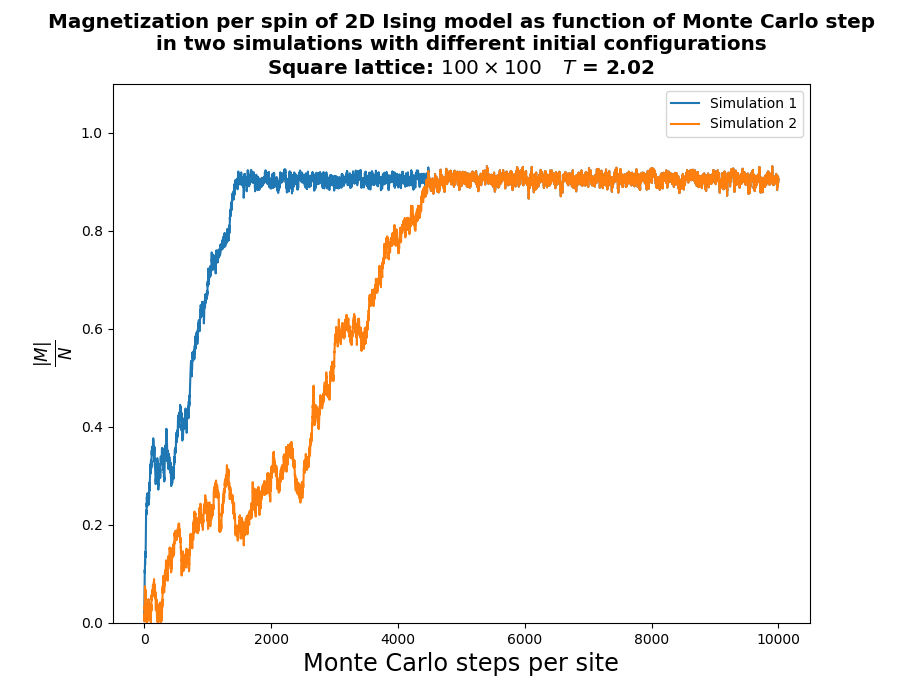 Magnetization per spin of 2D Ising model as function of Monte Carlo step
in two simulations with different initial configurations
Square lattice: 100 × 100 T = 2.02
Simulation 1
Simulation 2
1.0
0.8
0.6
0.4
0.2
0.0
|M|
N
0 2000 4000 6000 8000 10000
Monte Carlo steps per site